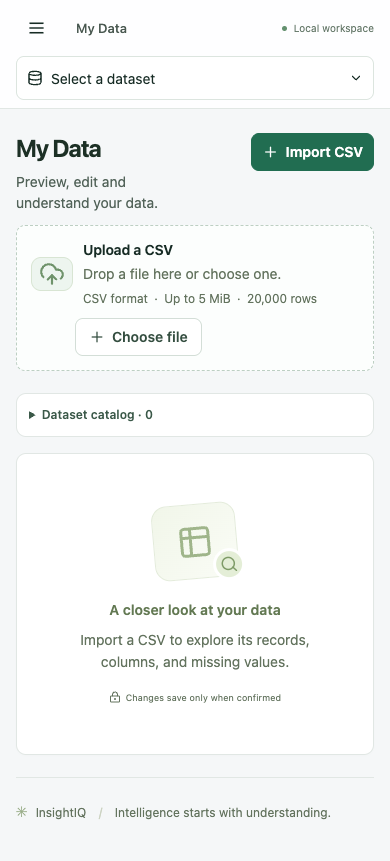 My Data
Local workspace
Select a dataset
My Data
Import CSV
Preview, edit and
understand your data.
Upload a CSV
Drop a file here or choose one.
CSV format · Up to 5 MiB · 20,000 rows
Choose file
Dataset catalog · 0
A closer look at your data
Import a CSV to explore its records,
columns, and missing values.
Changes save only when confirmed
InsightIQ / Intelligence starts with understanding.